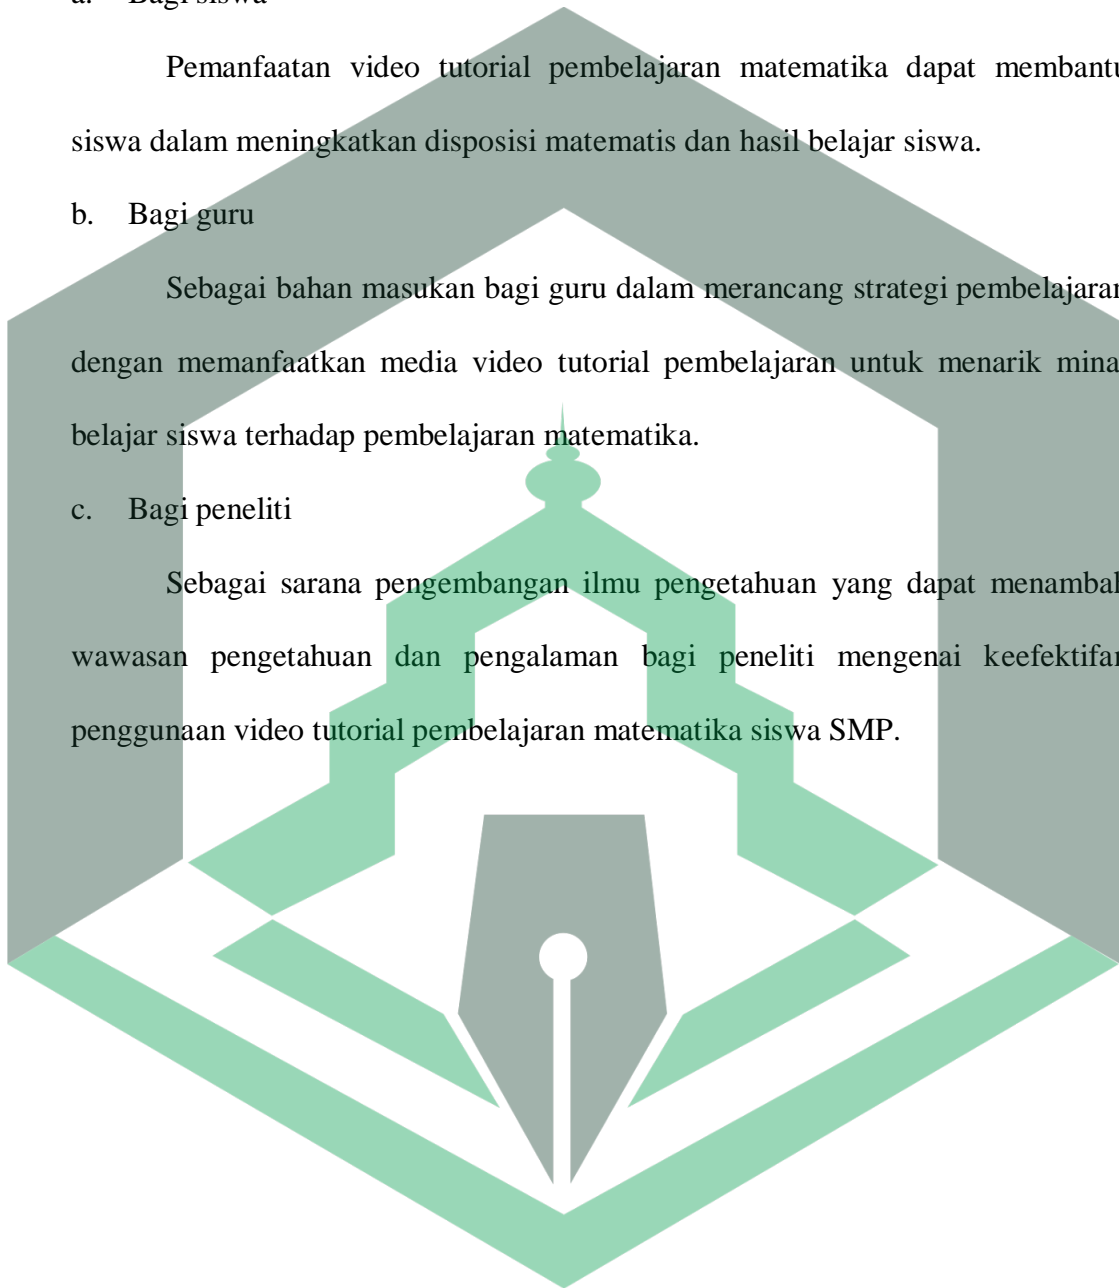 a. Bagi siswa
Pemanfaatan video tutorial pembelajaran matematika dapat membantu
siswa dalam meningkatkan disposisi matematis dan hasil belajar siswa.
b. Bagi guru
Sebagai bahan masukan bagi guru dalam merancang strategi pembelajaran
dengan memanfaatkan media video tutorial pembelajaran untuk menarik minat
belajar siswa terhadap pembelajaran matematika.
c. Bagi peneliti
Sebagai sarana pengembangan ilmu pengetahuan yang dapat menambah
wawasan pengetahuan dan pengalaman bagi peneliti mengenai keefektifan
penggunaan video tutorial pembelajaran matematika siswa SMP.